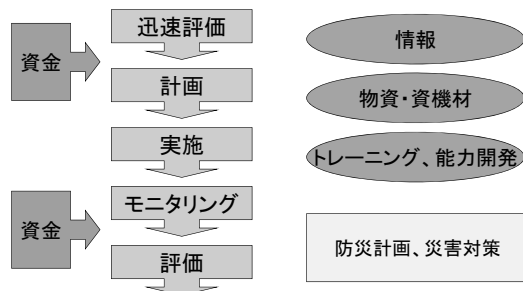 迅速評価
資金
計画
実施
モニタリング
資金
評価
情報
物資・資機材
トレーニング、能力開発
防災計画、災害対策